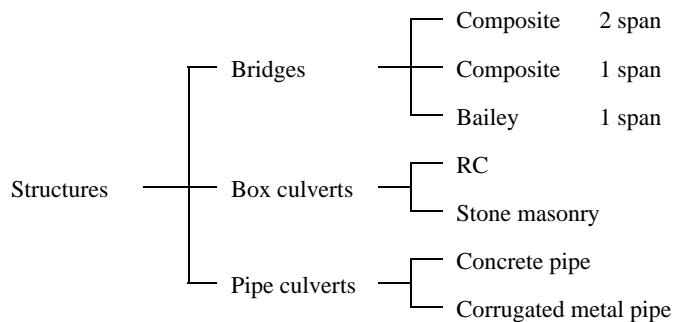 Composite 2 span
Bridges Composite 1 span
Bailey 1 span
RC
Structures Box culverts
Stone masonry
Concrete pipe
Pipe culverts
Corrugated metal pipe